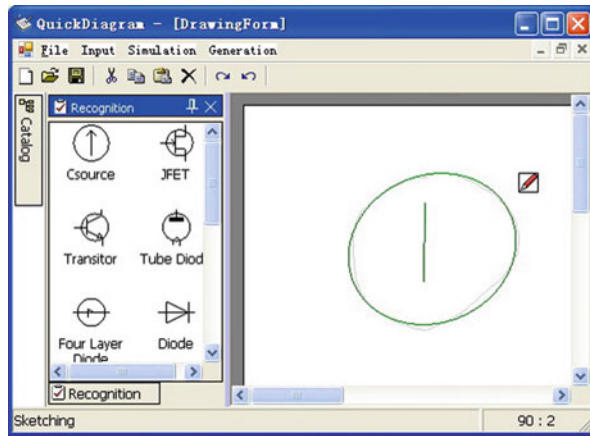 QuickDiagram - [DrawingForm]
File Input Simulation Generation
Catalog
Recognition
Csource JFET
Transitor Tube Diod
Four Layer Diode
Diode
Recognition
Sketching 90 : 2